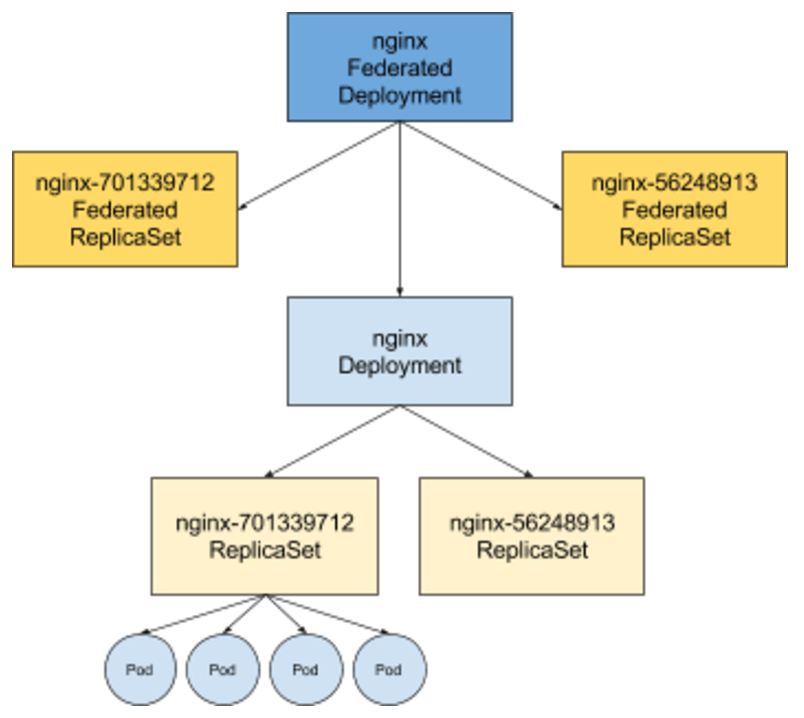 nginx
Federated
Deployment
nginx-701339712
Federated
ReplicaSet
nginx-56248913
Federated
ReplicaSet
nginx
Deployment
nginx-701339712
ReplicaSet
nginx-56248913
ReplicaSet
Pod
Pod
Pod
Pod